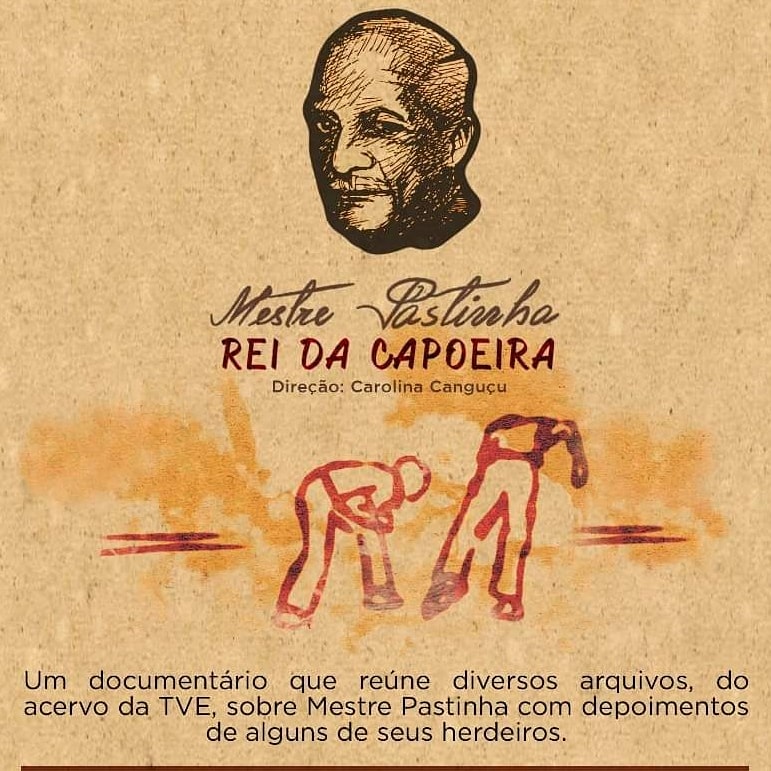 Mestre Pastinha
REI DA CAPOEIRA
Direção: Carolina Canguçu
Um documentário que reúne diversos arquivos, do
acervo da TVE, sobre Mestre Pastinha com depoimentos
de alguns de seus herdeiros.